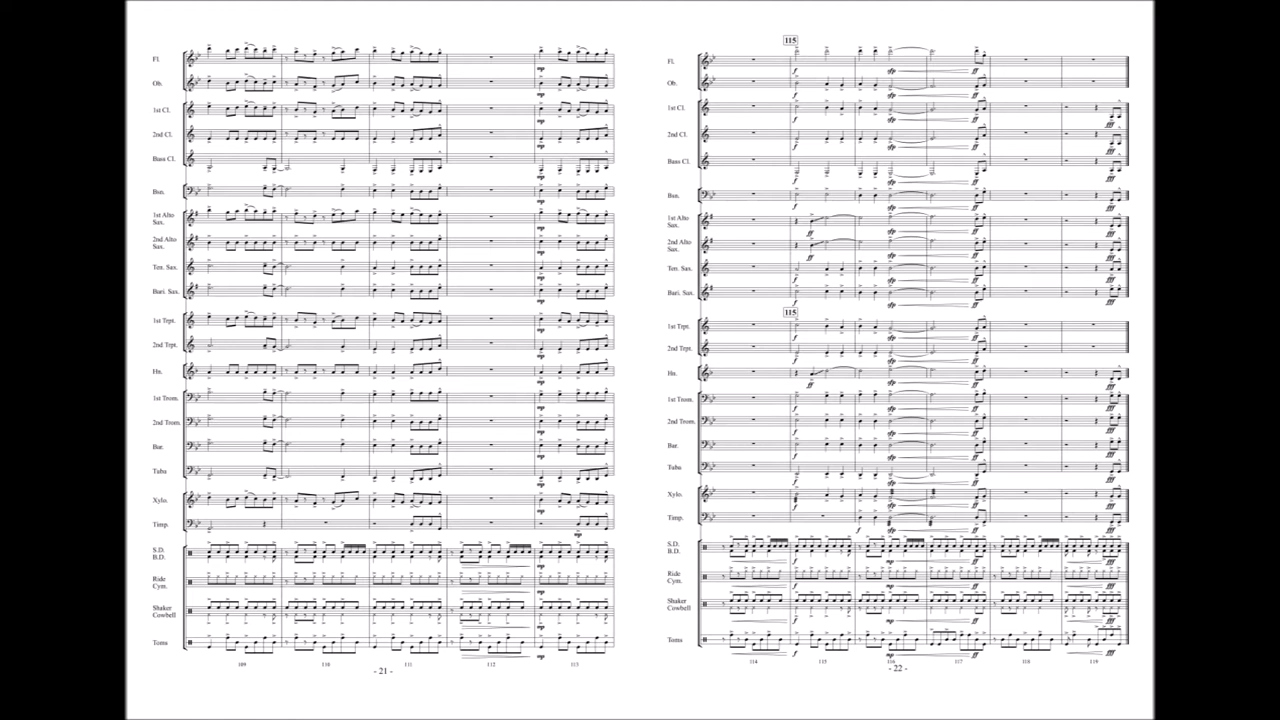 Fl.
Ob.
1st Cl.
2nd Cl.
Bass Cl.
Bsn.
1st Alto
Sax.
2nd Alto
Sax.
Ten. Sax.
Bari. Sax.
1st Trpt.
2nd Trpt.
Hn.
1st Trom.
2nd Trom.
Bar.
Tuba
Xylo.
Timp.
S.D.
B.D.
Ride
Cym.
Shaker
Cowbell
Toms
mp
109
110
111
112
113
- 21 -
115
Fl.
Ob.
1st Cl.
2nd Cl.
Bass Cl.
Bsn.
1st Alto
Sax.
2nd Alto
Sax.
Ten. Sax.
Bari. Sax.
115
1st Trpt.
2nd Trpt.
Hn.
1st Trom.
2nd Trom.
Bar.
Tuba
Xylo.
Timp.
S.D.
B.D.
Ride
Cym.
Shaker
Cowbell
Toms
f
mp
ff
fff
114
115
116
117
118
119
- 22 -